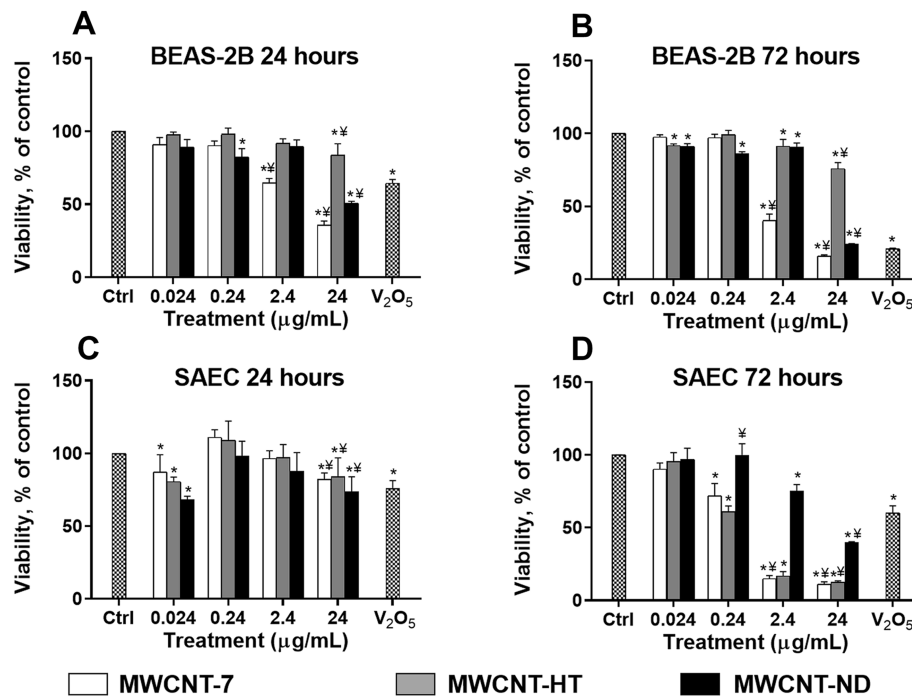 A
BEAS-2B 24 hours
Viability, % of control
150
100
50
0
*
*¥
*¥
*¥
*¥
*
Ctrl 0.024 0.24 2.4 24 V₂O₅
Treatment (μg/mL)
B
BEAS-2B 72 hours
Viability, % of control
150
100
50
0
* *
*
*¥
* *
*¥
*¥
*¥
*
Ctrl 0.024 0.24 2.4 24 V₂O₅
Treatment (μg/mL)
C
SAEC 24 hours
Viability, % of control
150
100
50
0
*
*
*
*¥
*¥
*¥
*
Ctrl 0.024 0.24 2.4 24 V₂O₅
Treatment (μg/mL)
D
SAEC 72 hours
Viability, % of control
150
100
50
0
*
*
¥
*¥
*
*
*¥
*¥
*¥
*
Ctrl 0.024 0.24 2.4 24 V₂O₅
Treatment (μg/mL)
MWCNT-7 MWCNT-HT MWCNT-ND